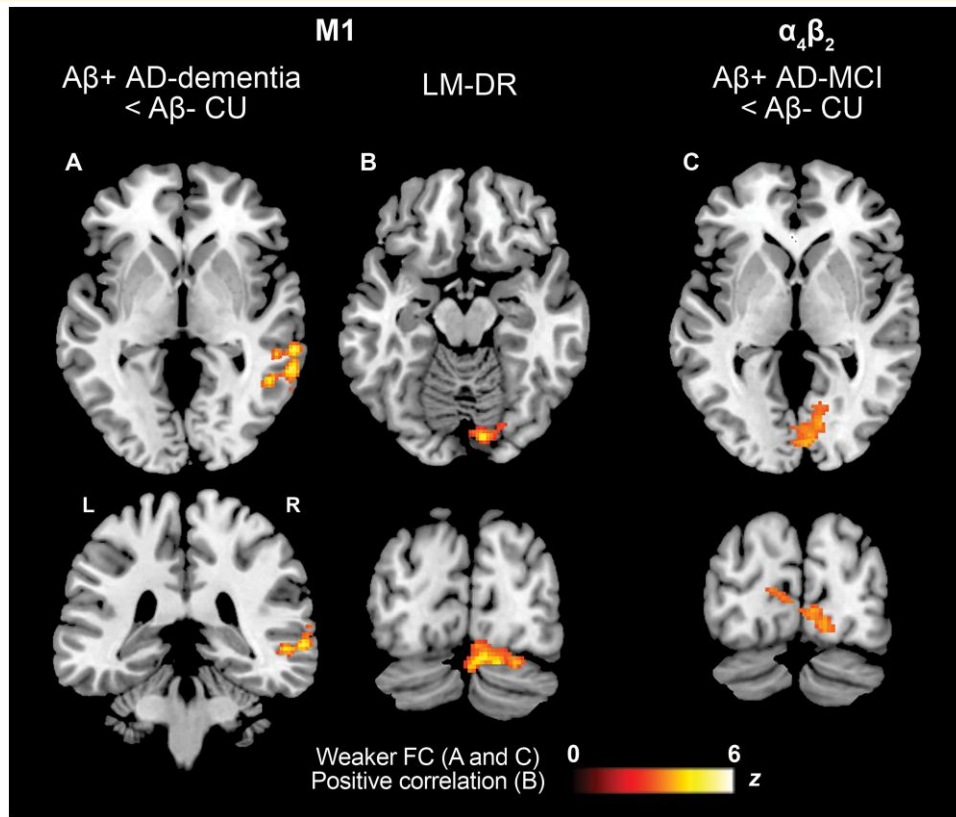 M1
α₄β₂
Aβ+ AD-dementia
< Aβ- CU
LM-DR
Aβ+ AD-MCI
< Aβ- CU
A
B
C
L
R
Weaker FC (A and C)
Positive correlation (B)
0
6
z